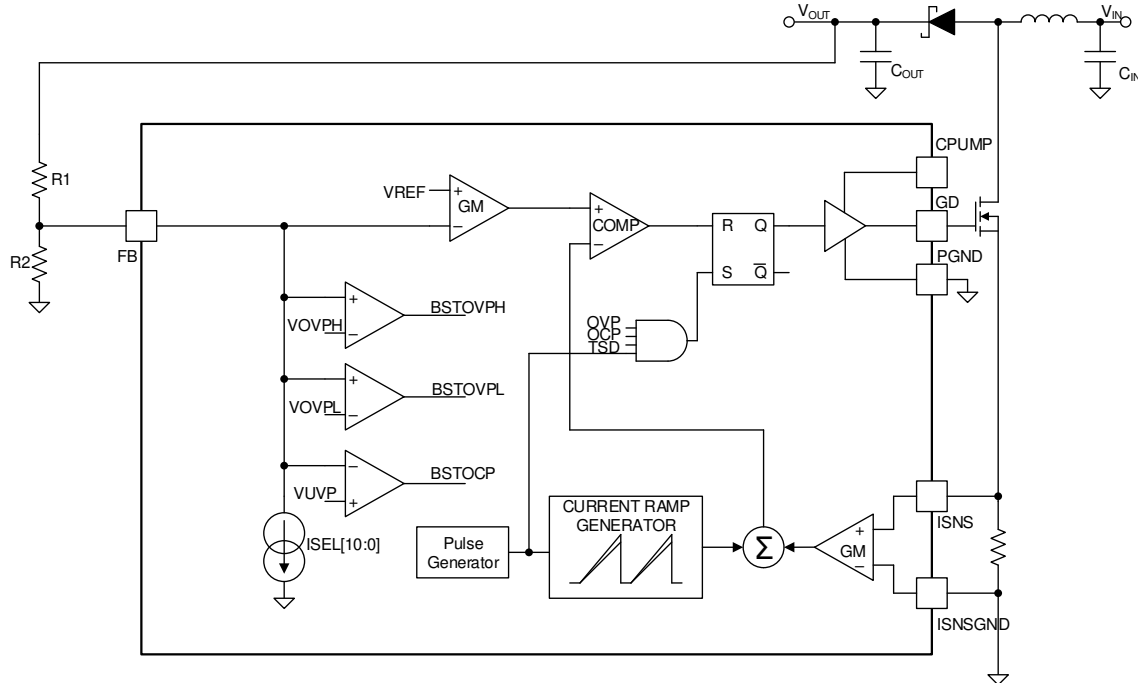 VOUT
VIN
COUT
CIN
CPUMP
R1
VREF
+
GM
−
+
COMP
−
R
Q
GD
FB
R2
S
Q̅
PGND
+
BSTOVPH
VOVPH
−
OVP
OCP
TSD
+
BSTOVPL
VOVPL
−
−
BSTOCP
VUVP
+
ISEL[10:0]
Pulse
Generator
CURRENT RAMP
GENERATOR
Σ
+
GM
−
ISNS
ISNSGND